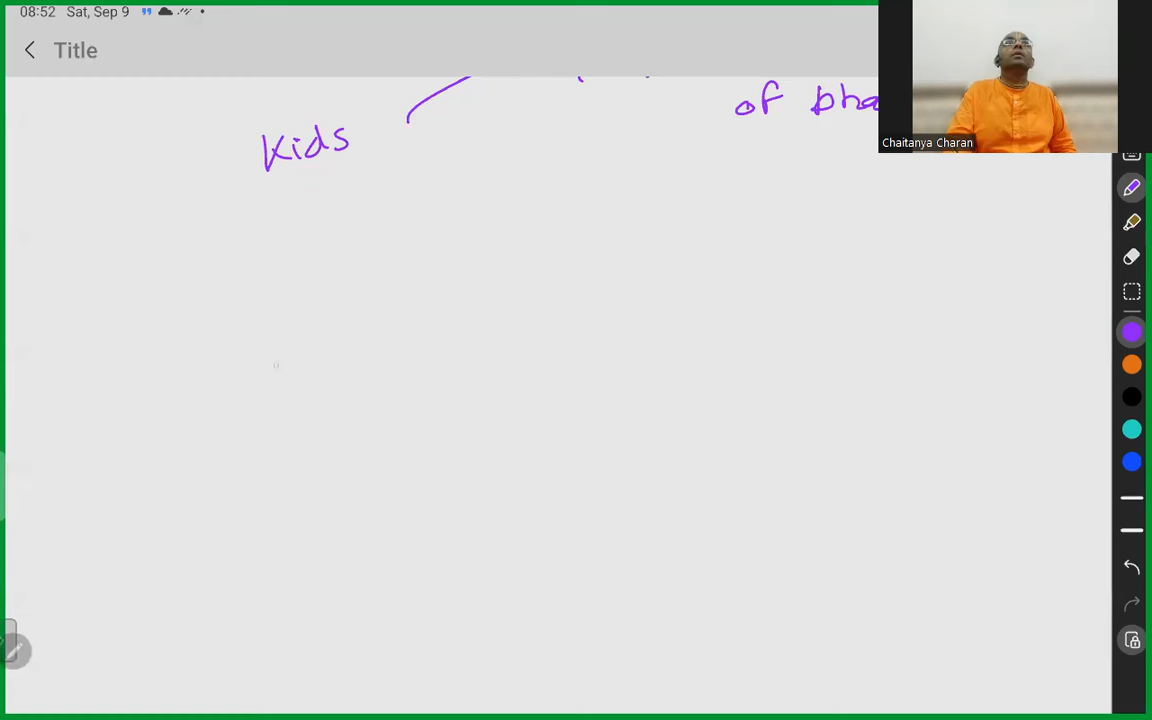 08:52 Sat, Sep 9
Title
of bha
Kids
Chaitanya Charan